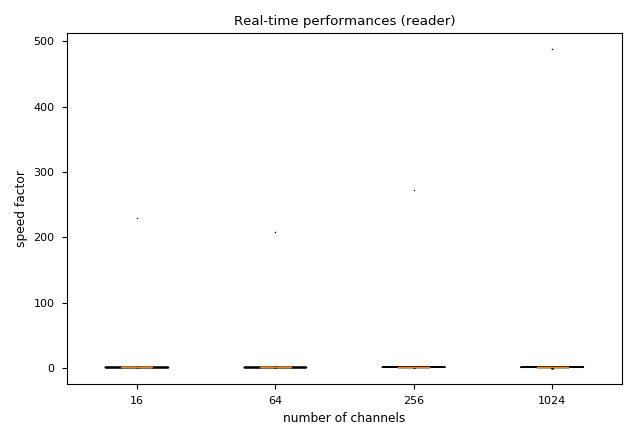 Real-time performances (reader)
500
400
300
200
100
0
speed factor
16 64 256 1024
number of channels